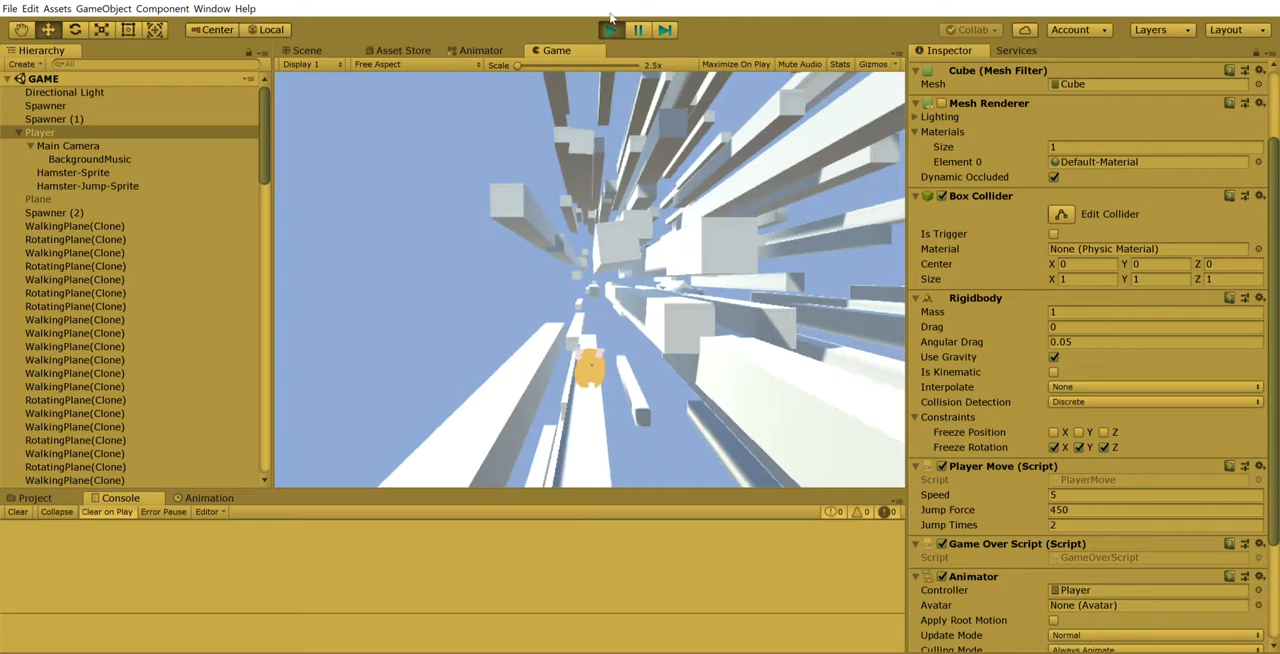 File Edit Assets GameObject Component Window Help
Center Local Collab Account Layers Layout
Hierarchy
Create All
GAME
Directional Light
Spawner
Spawner (1)
Player
Main Camera
BackgroundMusic
Hamster-Sprite
Hamster-Jump-Sprite
Plane
Spawner (2)
WalkingPlane(Clone)
RotatingPlane(Clone)
WalkingPlane(Clone)
RotatingPlane(Clone)
WalkingPlane(Clone)
RotatingPlane(Clone)
RotatingPlane(Clone)
WalkingPlane(Clone)
WalkingPlane(Clone)
WalkingPlane(Clone)
WalkingPlane(Clone)
WalkingPlane(Clone)
WalkingPlane(Clone)
RotatingPlane(Clone)
WalkingPlane(Clone)
WalkingPlane(Clone)
RotatingPlane(Clone)
WalkingPlane(Clone)
RotatingPlane(Clone)
WalkingPlane(Clone)
Scene Asset Store Animator Game
Display 1 Free Aspect Scale 2.5x Maximize On Play Mute Audio Stats Gizmos
Project Console Animation
Clear Collapse Clear on Play Error Pause Editor 0 0 0
Inspector Services
Cube (Mesh Filter)
Mesh Cube
Mesh Renderer
Lighting
Materials
Size 1
Element 0 Default-Material
Dynamic Occluded
Box Collider
Edit Collider
Is Trigger
Material None (Physic Material)
Center X 0 Y 0 Z 0
Size X 1 Y 1 Z 1
Rigidbody
Mass 1
Drag 0
Angular Drag 0.05
Use Gravity
Is Kinematic
Interpolate None
Collision Detection Discrete
Constraints
Freeze Position X Y Z
Freeze Rotation X Y Z
Player Move (Script)
Script PlayerMove
Speed 5
Jump Force 450
Jump Times 2
Game Over Script (Script)
Script GameOverScript
Animator
Controller Player
Avatar None (Avatar)
Apply Root Motion
Update Mode Normal
Culling Mode Always Animate